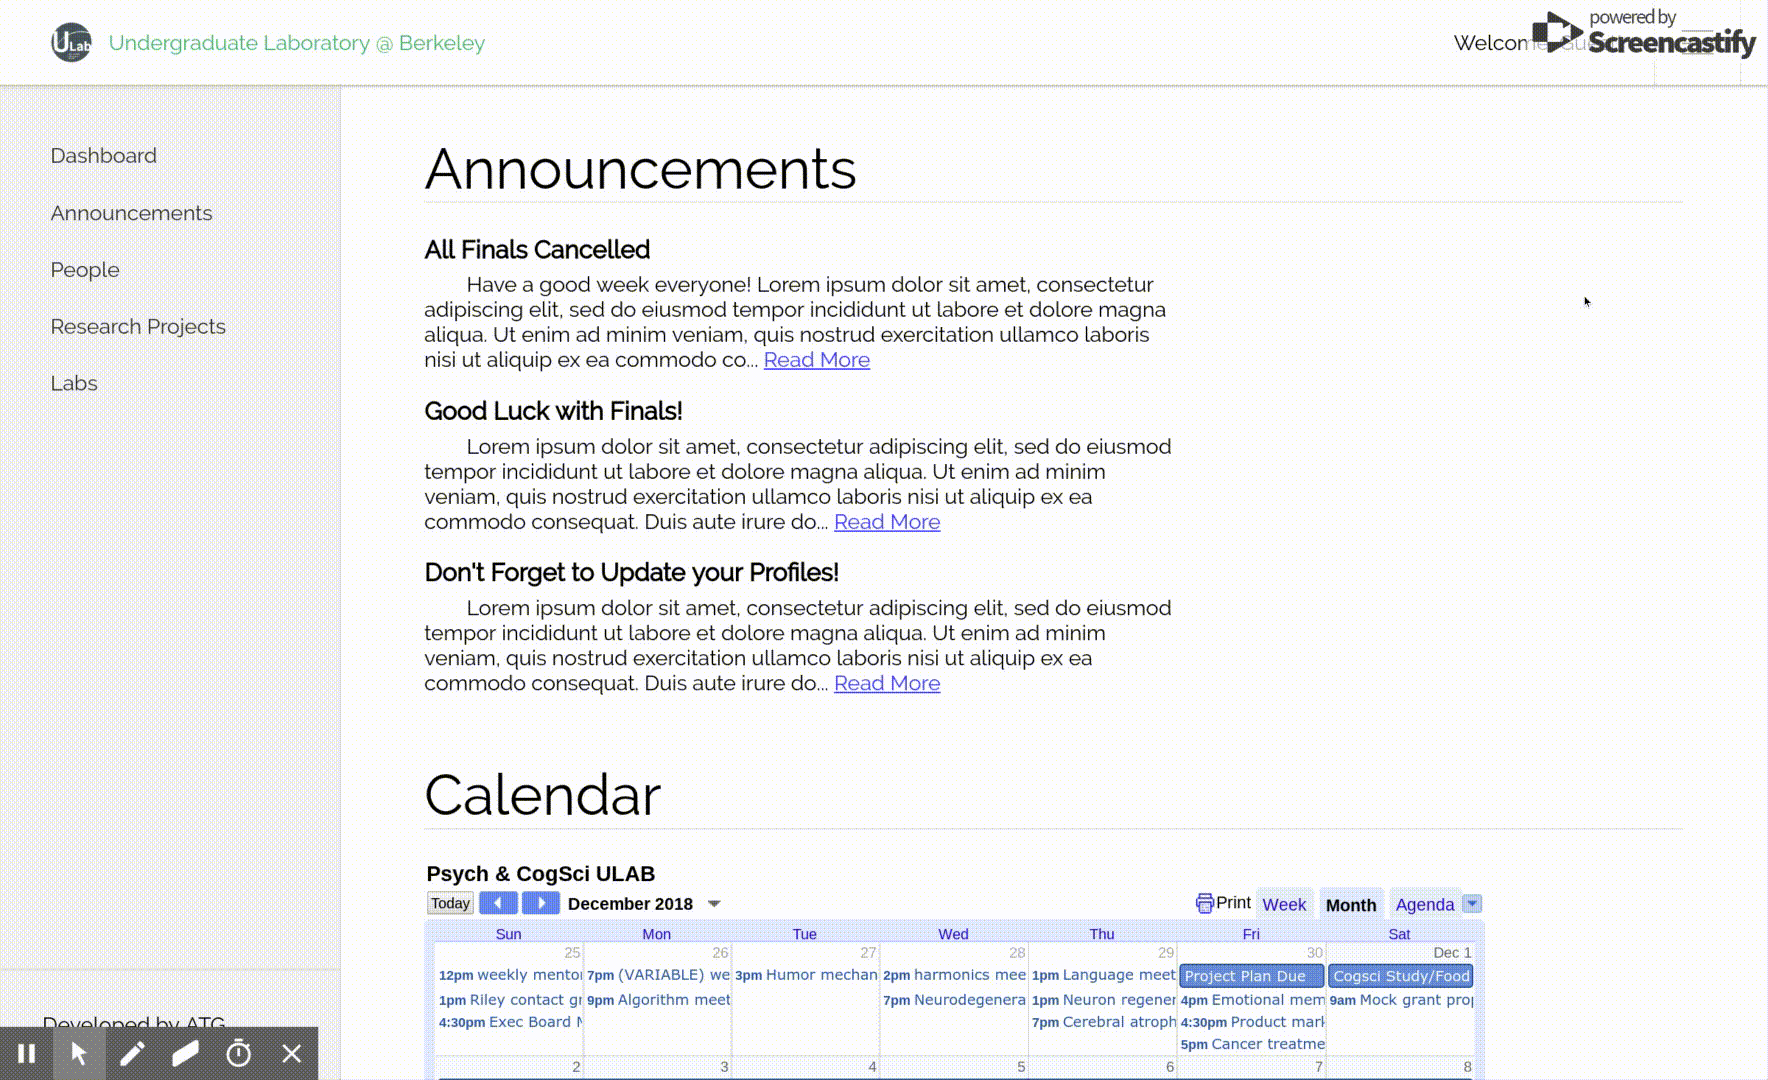 ULab Undergraduate Laboratory @ Berkeley
Welcom
powered by
Screencastify
Dashboard
Announcements
People
Research Projects
Labs
Announcements
All Finals Cancelled
Have a good week everyone! Lorem ipsum dolor sit amet, consectetur
adipiscing elit, sed do eiusmod tempor incididunt ut labore et dolore magna
aliqua. Ut enim ad minim veniam, quis nostrud exercitation ullamco laboris
nisi ut aliquip ex ea commodo co... Read More
Good Luck with Finals!
Lorem ipsum dolor sit amet, consectetur adipiscing elit, sed do eiusmod
tempor incididunt ut labore et dolore magna aliqua. Ut enim ad minim
veniam, quis nostrud exercitation ullamco laboris nisi ut aliquip ex ea
commodo consequat. Duis aute irure do... Read More
Don't Forget to Update your Profiles!
Lorem ipsum dolor sit amet, consectetur adipiscing elit, sed do eiusmod
tempor incididunt ut labore et dolore magna aliqua. Ut enim ad minim
veniam, quis nostrud exercitation ullamco laboris nisi ut aliquip ex ea
commodo consequat. Duis aute irure do... Read More
Calendar
Psych & CogSci ULAB
Today December 2018 Print Week Month Agenda
Sun Mon Tue Wed Thu Fri Sat
25 26 27 28 29 30 Dec 1
12pm weekly mento 7pm (VARIABLE) we 3pm Humor mechan 2pm harmonics mee 1pm Language meet Project Plan Due Cogsci Study/Food
1pm Riley contact gr 9pm Algorithm meet 7pm Neurodegenera 1pm Neuron regener 4pm Emotional mem 9am Mock grant prop
4:30pm Exec Board M 7pm Cerebral atroph 4:30pm Product mark
5pm Cancer treatme
2 3 4 5 6 7 8
Developed by ATG